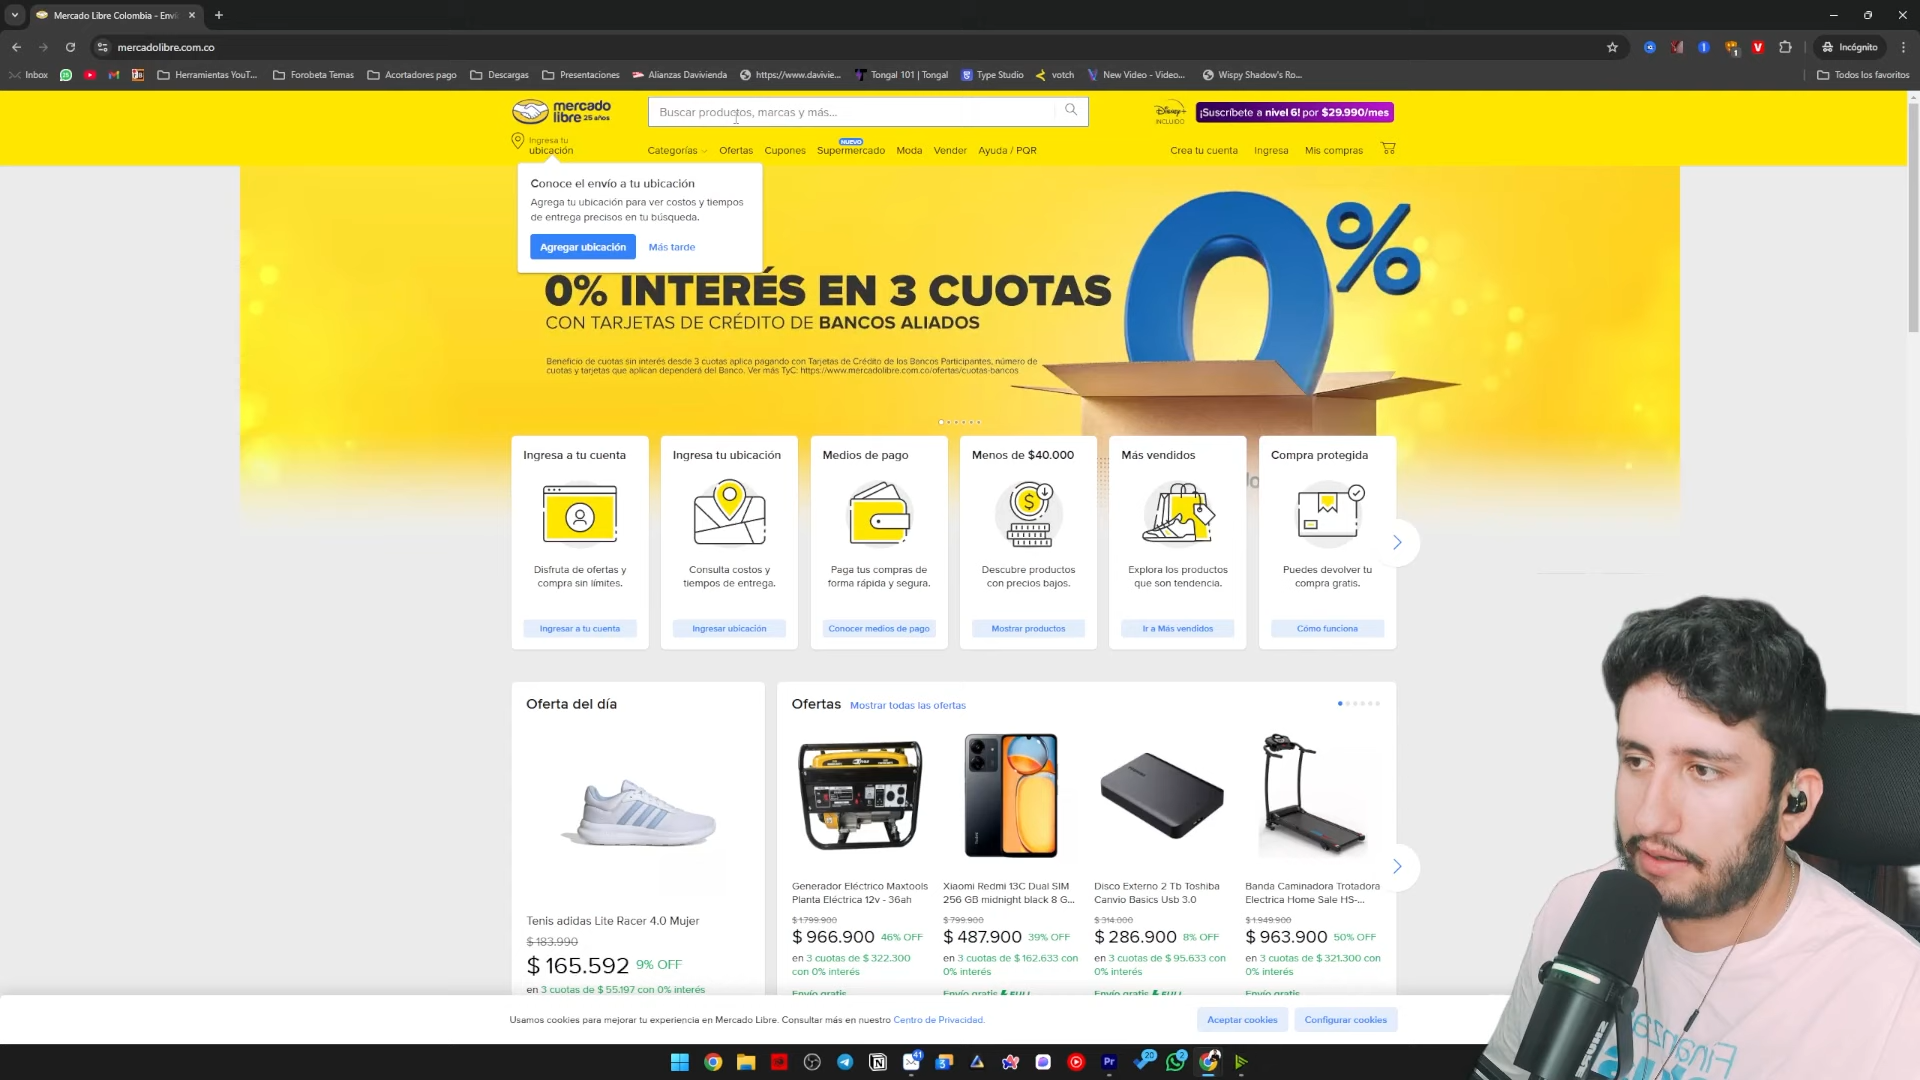 Mercado Libre Colombia - Enví
mercadolibre.com.co
Incógnito
Inbox
Herramientas YouT...
Forobeta Temas
Acortadores pago
Descargas
Presentaciones
Alianzas Davivienda
https://www.davivie...
Tongal 101 | Tongal
Type Studio
votch
New Video - Video...
Wispy Shadow's Ro...
Todos los favoritos
mercado
libre 25 años
Buscar productos, marcas y más...
Disney+
INCLUIDO
¡Suscríbete a nivel 6! por $29.990/mes
Ingresa tu
ubicación
Categorías
Ofertas
Cupones
NUEVO
Supermercado
Moda
Vender
Ayuda / PQR
Crea tu cuenta
Ingresa
Mis compras
Conoce el envío a tu ubicación
Agrega tu ubicación para ver costos y tiempos
de entrega precisos en tu búsqueda.
Agregar ubicación
Más tarde
0%
0% INTERÉS EN 3 CUOTAS
CON TARJETAS DE CRÉDITO DE BANCOS ALIADOS
Beneficio de cuotas sin interés desde 3 cuotas aplica pagando con Tarjetas de Crédito de los Bancos Participantes, número de
cuotas y tarjetas que aplican dependerá del Banco. Ver más TyC: https://www.mercadolibre.com.co/ofertas/cuotas-bancos
Ingresa a tu cuenta
Disfruta de ofertas y
compra sin límites.
Ingresar a tu cuenta
Ingresa tu ubicación
Consulta costos y
tiempos de entrega.
Ingresar ubicación
Medios de pago
Paga tus compras de
forma rápida y segura.
Conocer medios de pago
Menos de $40.000
Descubre productos
con precios bajos.
Mostrar productos
Más vendidos
Explora los productos
que son tendencia.
Ir a Más vendidos
Compra protegida
Puedes devolver tu
compra gratis.
Cómo funciona
Oferta del día
Tenis adidas Lite Racer 4.0 Mujer
$ 183.990
$ 165.592 9% OFF
en 3 cuotas de $ 55.197 con 0% interés
Ofertas Mostrar todas las ofertas
Generador Eléctrico Maxtools
Planta Eléctrica 12v - 36ah
$ 1.799.900
$ 966.900 46% OFF
en 3 cuotas de $ 322.300
con 0% interés
Envío gratis
Xiaomi Redmi 13C Dual SIM
256 GB midnight black 8 G...
$ 799.900
$ 487.900 39% OFF
en 3 cuotas de $ 162.633 con
0% interés
Envío gratis FULL
Disco Externo 2 Tb Toshiba
Canvio Basics Usb 3.0
$ 314.000
$ 286.900 8% OFF
en 3 cuotas de $ 95.633 con
0% interés
Envío gratis FULL
Banda Caminadora Trotadora
Electrica Home Sale HS-...
$ 1.949.900
$ 963.900 50% OFF
en 3 cuotas de $ 321.300 con
0% interés
Envío gratis
Usamos cookies para mejorar tu experiencia en Mercado Libre. Consultar más en nuestro Centro de Privacidad.
Aceptar cookies
Configurar cookies
41
20
2